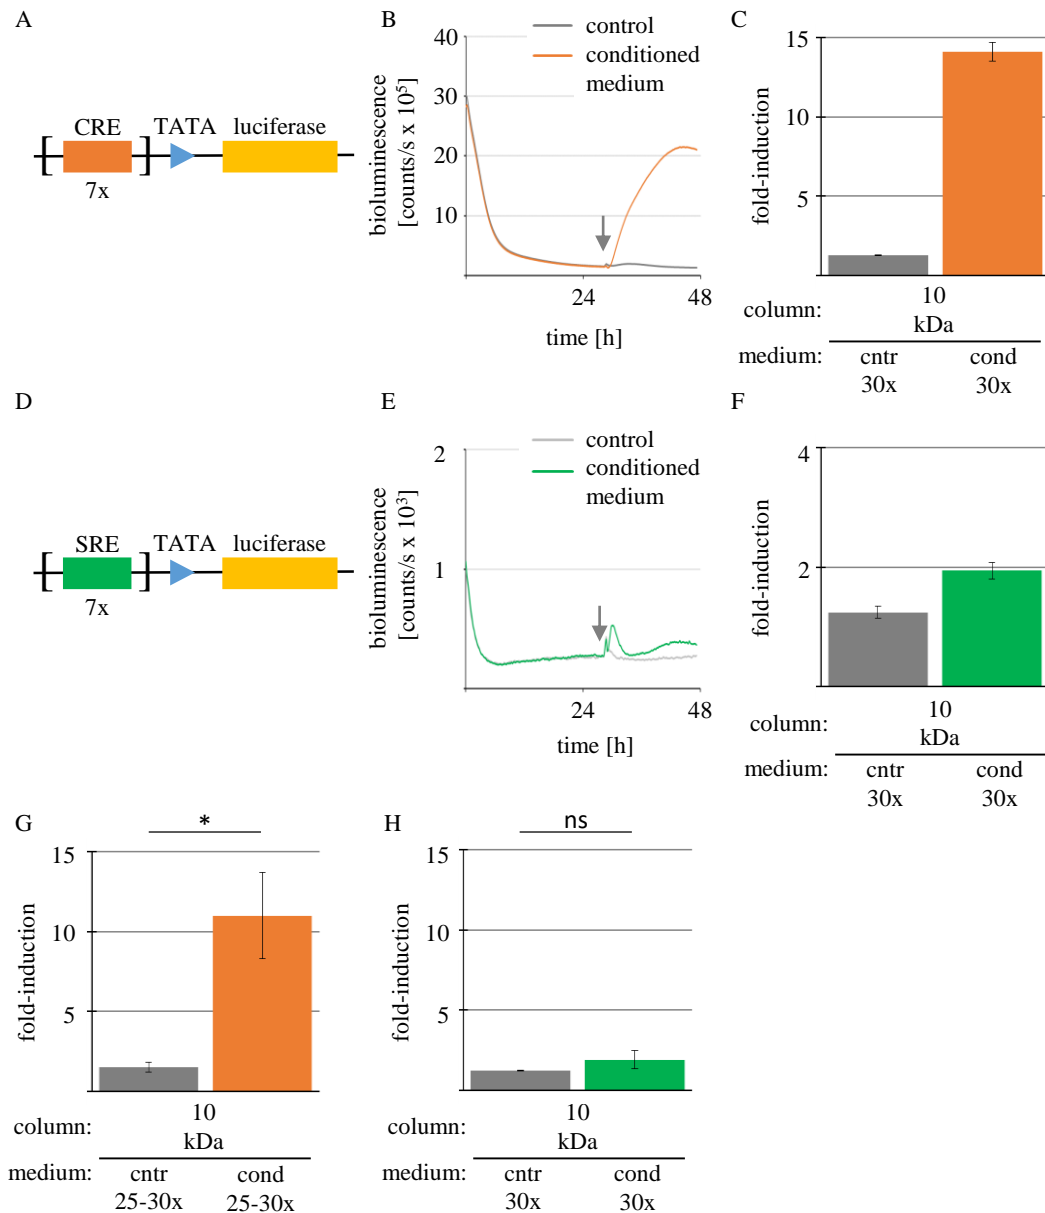 A
CRE
TATA
luciferase
[
]
7x
B
control
conditioned
medium
40
30
20
10
bioluminescence
[counts/s x 10⁵]
24
48
time [h]
C
15
10
5
fold-induction
column:
10
kDa
medium:
cntr
cond
30x
30x
D
SRE
TATA
luciferase
[
]
7x
E
control
conditioned
medium
2
1
bioluminescence
[counts/s x 10³]
24
48
time [h]
F
4
2
fold-induction
column:
10
kDa
medium:
cntr
cond
30x
30x
G
*
15
10
5
fold-induction
column:
10
kDa
medium:
cntr
cond
25-30x
25-30x
H
ns
15
10
5
fold-induction
column:
10
kDa
medium:
cntr
cond
30x
30x